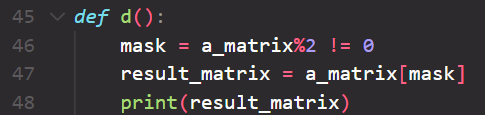 45 def d():
46 mask = a_matrix%2 != 0
47 result_matrix = a_matrix[mask]
48 print(result_matrix)